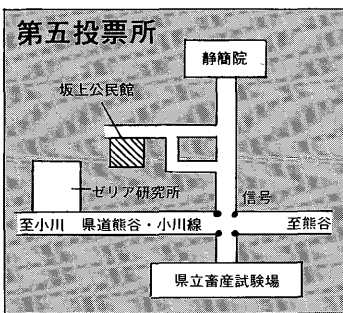 第五投票所
静簡院
坂上公民館
ゼリア研究所
信号
至小川 県道熊谷・小川線 至熊谷
県立畜産試験場